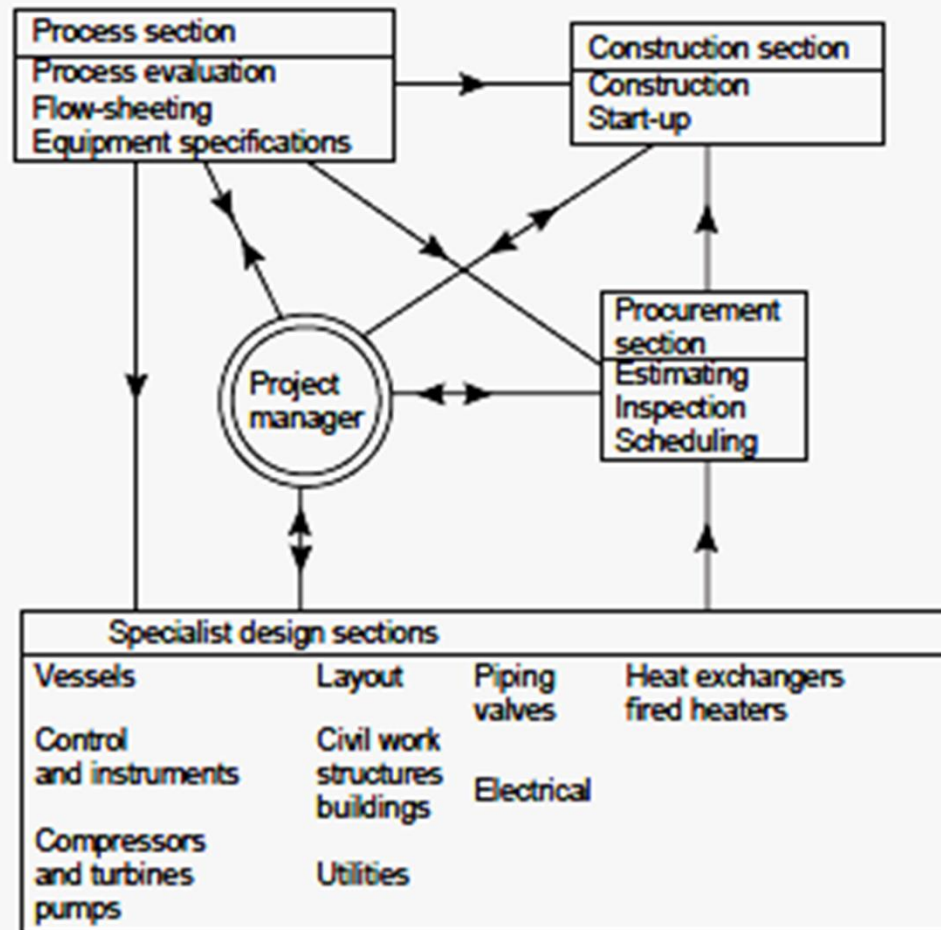 Process section
Process evaluation
Flow-sheeting
Equipment specifications
Construction section
Construction
Start-up
Procurement
section
Estimating
Inspection
Scheduling
Project
manager
Specialist design sections
Vessels
Control
and instruments
Compressors
and turbines
pumps
Layout
Civil work
structures
buildings
Utilities
Piping
valves
Electrical
Heat exchangers
fired heaters